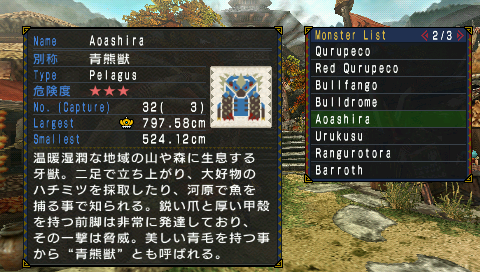 Name Aoashira
別称 青熊獣
Type Pelagus
危険度 ★★★
No. (Capture) 32( 3)
Largest 797.58cm
Smallest 524.12cm
温暖湿潤な地域の山や森に生息する
牙獣。二足で立ち上がり、大好物の
ハチミツを採取したり、河原で魚を
捕る事で知られる。鋭い爪と厚い甲殻
を持つ前脚は非常に発達しており、
その一撃は脅威。美しい青毛を持つ事
から“青熊獣”とも呼ばれる。
Monster List 2/3
Qurupeco
Red Qurupeco
Bullfango
Bulldrome
Aoashira
Urukusu
Rangurotora
Barroth